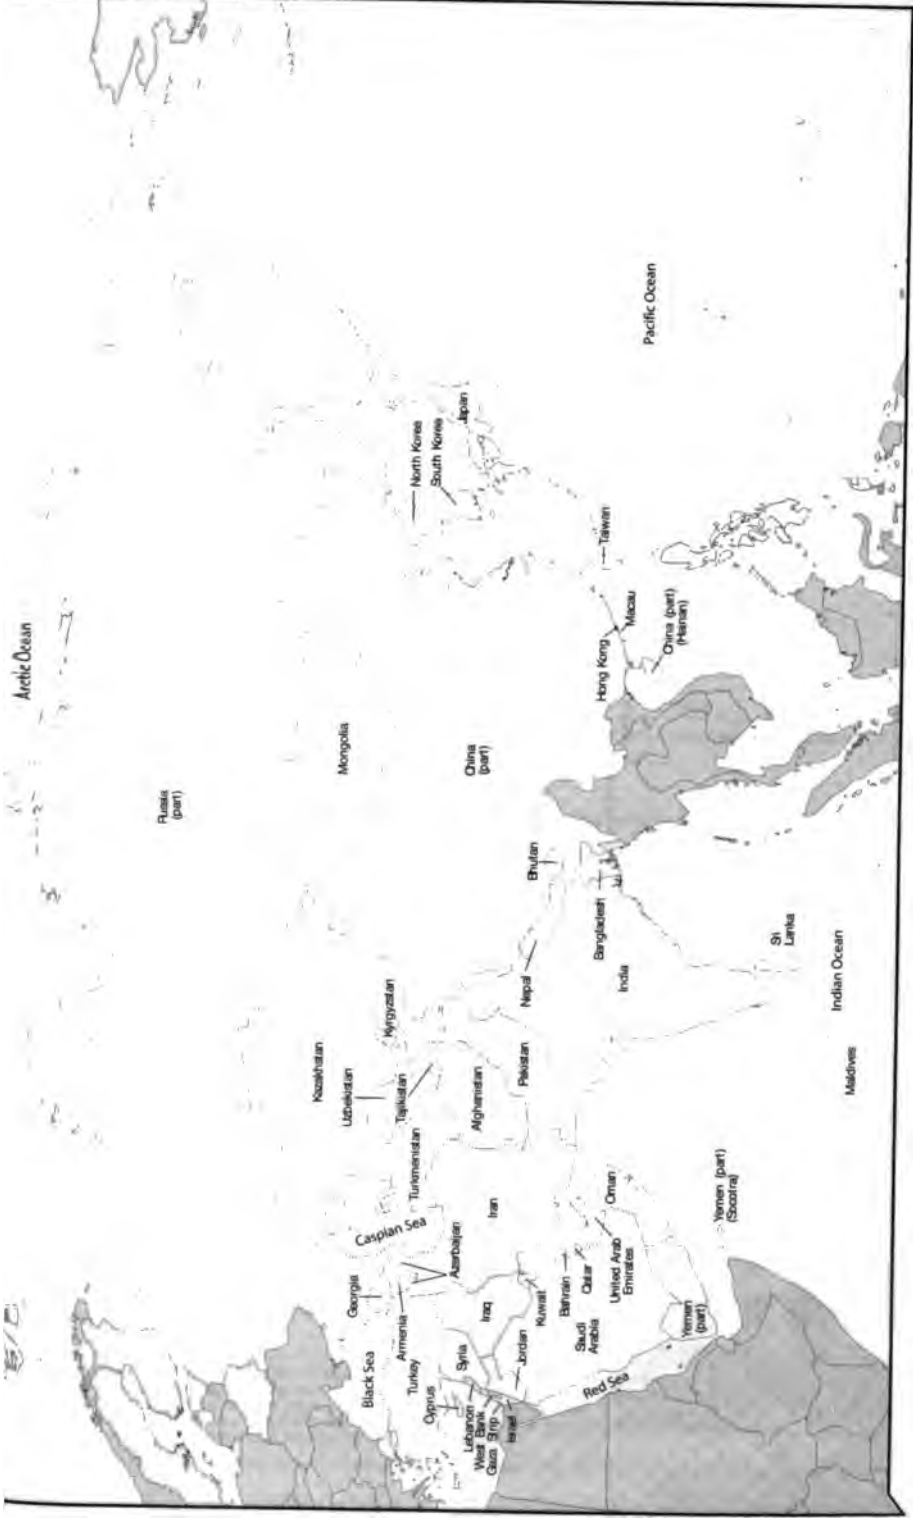 Arctic Ocean
Russia
(part)
Mongolia
China
(part)
North Korea
South Korea
Japan
Pacific Ocean
Taiwan
Hong Kong
Macau
China (part)
(Hainan)
Kazakhstan
Uzbekistan
Kyrgyzstan
Tajikistan
Turkmenistan
Afghanistan
Pakistan
Nepal
Bhutan
Bangladesh
India
Sri
Lanka
Indian Ocean
Maldives
Caspian Sea
Georgia
Black Sea
Armenia
Azerbaijan
Turkey
Cyprus
Syria
Lebanon
West Bank
Gaza Strip
Israel
Jordan
Iraq
Iran
Kuwait
Bahrain
Qatar
United Arab
Emirates
Oman
Saudi
Arabia
Red Sea
Yemen
(part)
Yemen (part)
(Socotra)